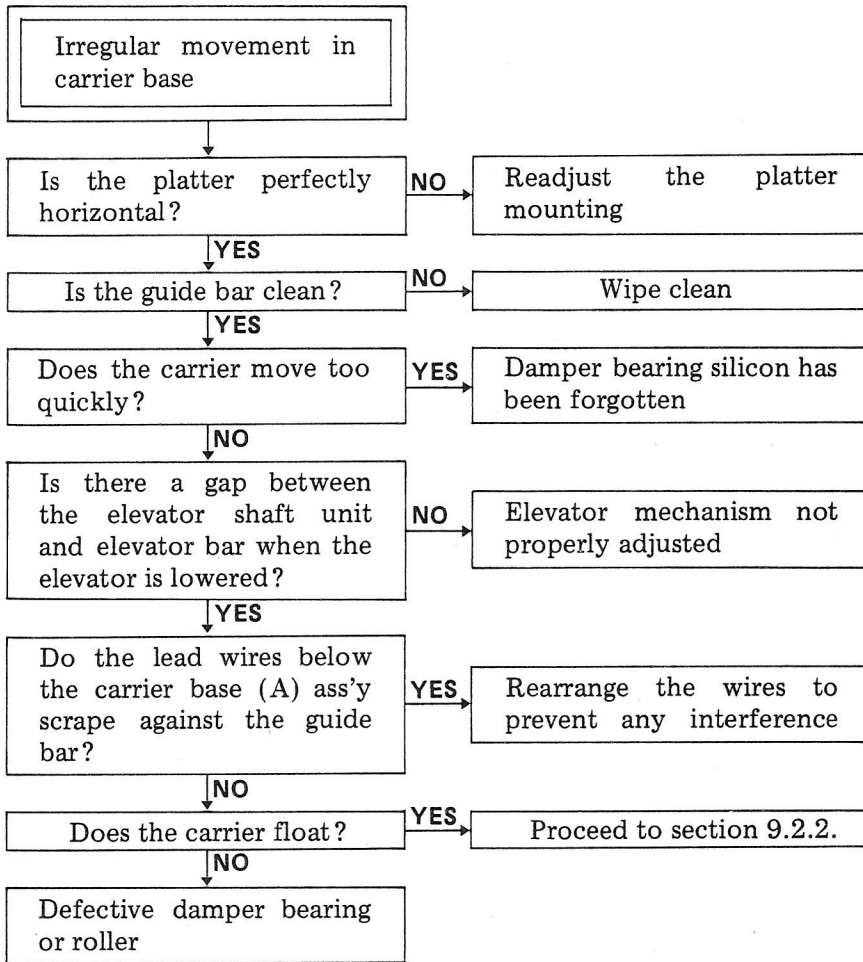 Irregular movement in
carrier base
Is the platter perfectly
horizontal?
NO
Readjust the platter
mounting
YES
Is the guide bar clean?
NO
Wipe clean
YES
Does the carrier move too
quickly?
YES
Damper bearing silicon has
been forgotten
NO
Is there a gap between
the elevator shaft unit
and elevator bar when the
elevator is lowered?
NO
Elevator mechanism not
properly adjusted
YES
Do the lead wires below
the carrier base (A) ass'y
scrape against the guide
bar?
YES
Rearrange the wires to
prevent any interference
NO
Does the carrier float?
YES
Proceed to section 9.2.2.
NO
Defective damper bearing
or roller